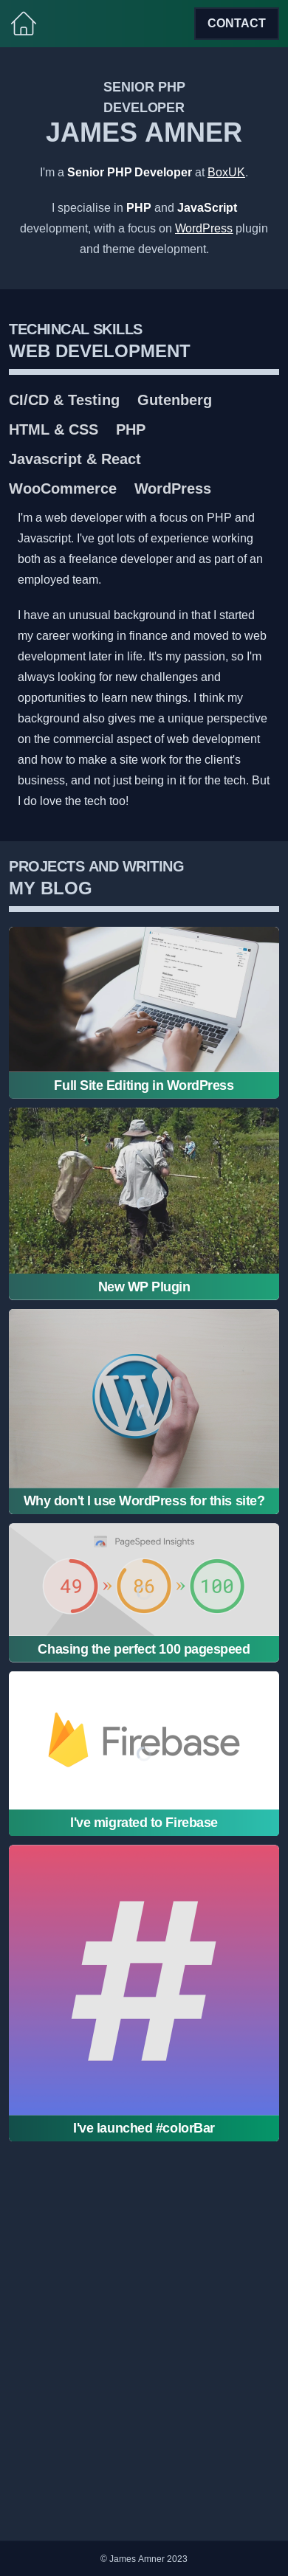 CONTACT
SENIOR PHP
DEVELOPER
JAMES AMNER
I'm a Senior PHP Developer at BoxUK.
I specialise in PHP and JavaScript
development, with a focus on WordPress plugin
and theme development.
TECHINCAL SKILLS
WEB DEVELOPMENT
CI/CD & Testing Gutenberg
HTML & CSS PHP
Javascript & React
WooCommerce WordPress
I'm a web developer with a focus on PHP and
Javascript. I've got lots of experience working
both as a freelance developer and as part of an
employed team.
I have an unusual background in that I started
my career working in finance and moved to web
development later in life. It's my passion, so I'm
always looking for new challenges and
opportunities to learn new things. I think my
background also gives me a unique perspective
on the commercial aspect of web development
and how to make a site work for the client's
business, and not just being in it for the tech. But
I do love the tech too!
PROJECTS AND WRITING
MY BLOG
Full Site Editing in WordPress
New WP Plugin
Why don't I use WordPress for this site?
PageSpeed Insights
49 » 86 » 100
Chasing the perfect 100 pagespeed
Firebase
I've migrated to Firebase
#
I've launched #colorBar
© James Amner 2023